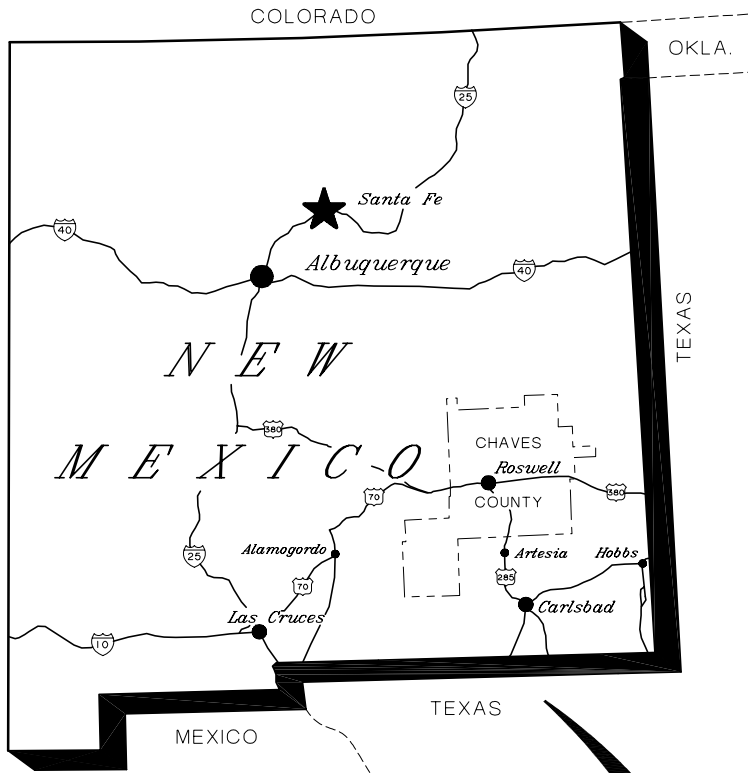 COLORADO
OKLA.
25
Santa Fe
40
Albuquerque
40
TEXAS
NEW
380
CHAVES
MEXICO
Roswell
70
380
COUNTY
25
Alamogordo
Artesia
Hobbs
285
70
Carlsbad
Las Cruces
10
TEXAS
MEXICO